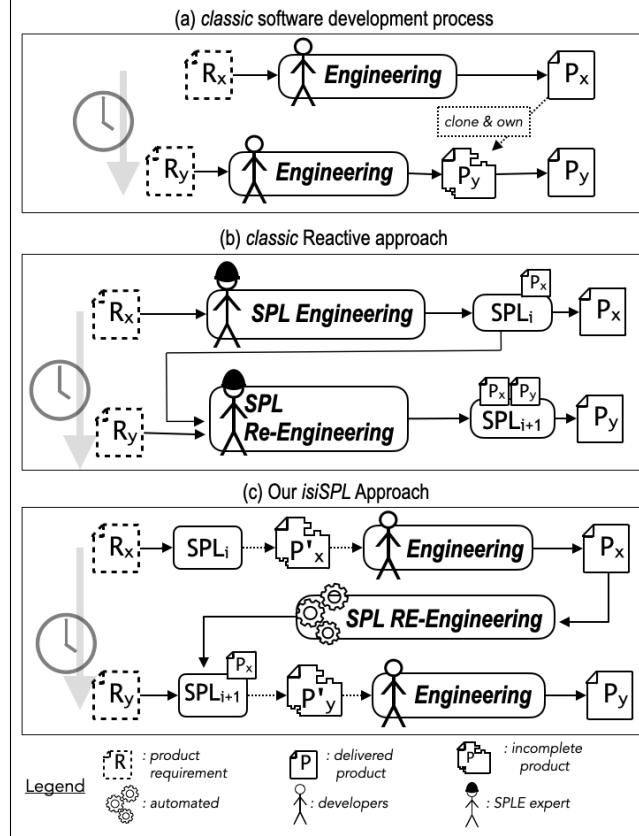 (a) classic software development process
Rx Engineering Px
clone & own
Ry Engineering Py Py
(b) classic Reactive approach
Px
Rx SPL Engineering SPLi Px
Px Py
SPL
Re-Engineering
Ry SPLi+1 Py
(c) Our isiSPL Approach
Rx SPLi P'x Engineering Px
SPL RE-Engineering
Px
Ry SPLi+1 P'y Engineering Py
Legend
R : product
requirement
P : delivered
product
P : incomplete
product
: automated
: developers
: SPLE expert